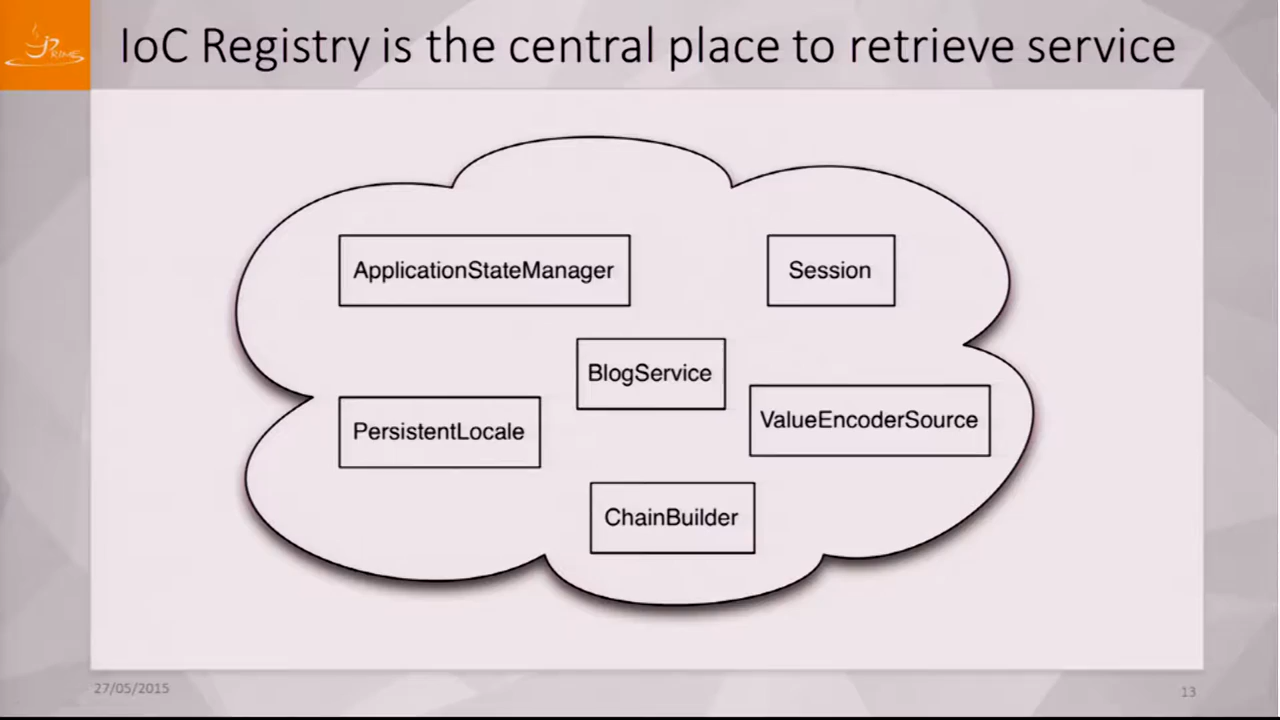 JPRIME
IoC Registry is the central place to retrieve service
ApplicationStateManager
Session
BlogService
PersistentLocale
ValueEncoderSource
ChainBuilder
27/05/2015
13